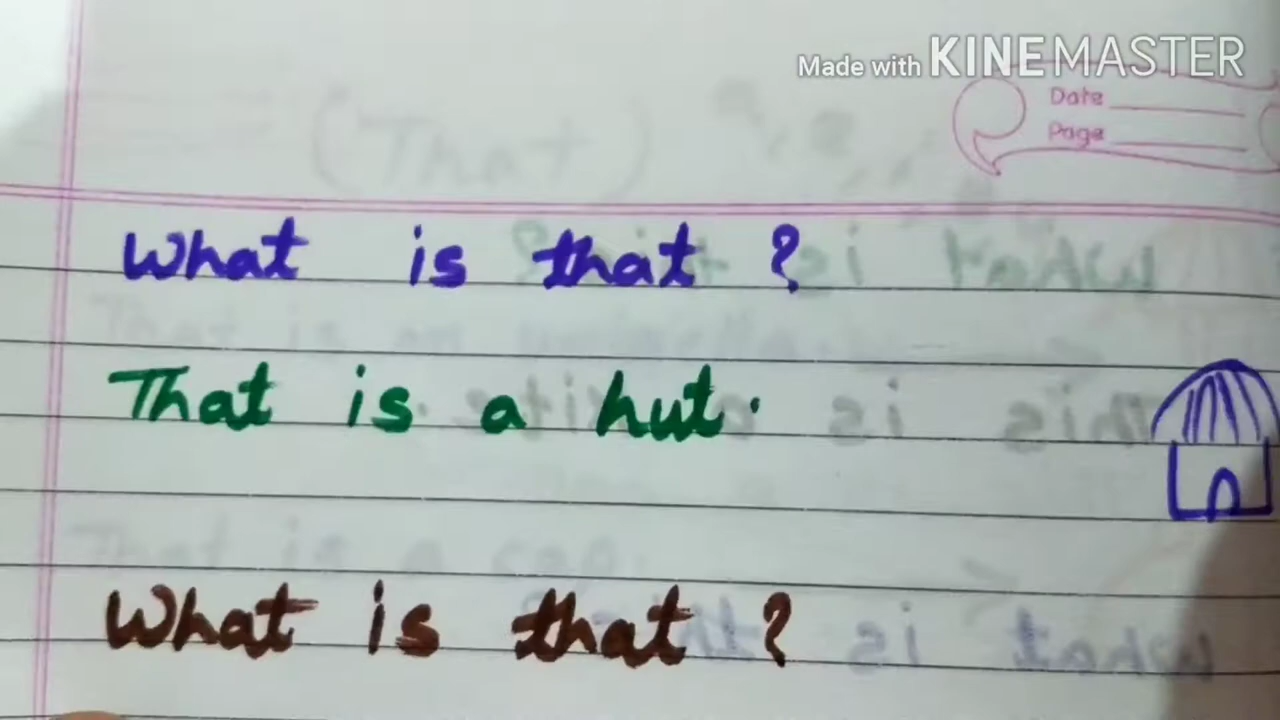 Made with KINEMASTER
Date
Page
What is that ?
That is a hut.
What is that ?